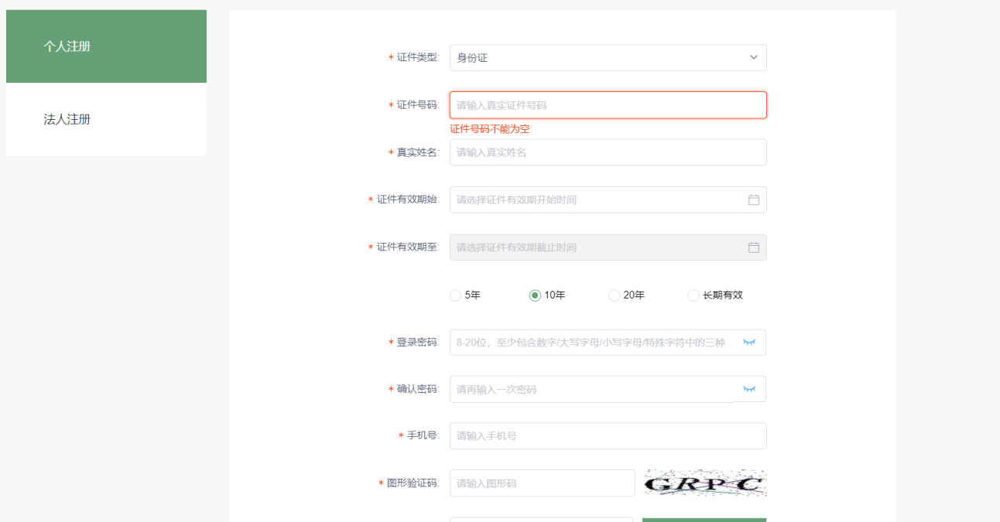 个人注册
法人注册
* 证件类型: 身份证
* 证件号码: 请输入真实证件号码
证件号码不能为空
* 真实姓名: 请输入真实姓名
* 证件有效期始: 请选择证件有效期开始时间
* 证件有效期至: 请选择证件有效期截止时间
5年 10年 20年 长期有效
* 登录密码: 8-20位，至少包含数字/大写字母/小写字母/特殊字符中的三种
* 确认密码: 请再输入一次密码
* 手机号: 请输入手机号
* 图形验证码: 请输入图形码 GRPC